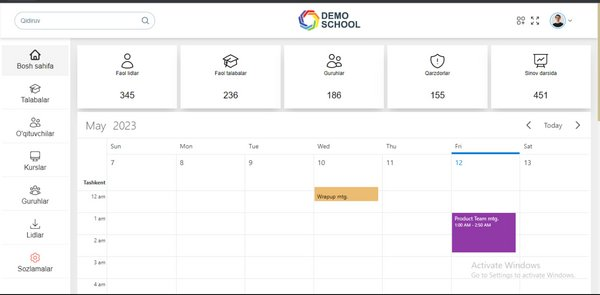 Qidiruv
DEMO
SCHOOL
Bosh sahifa
Talabalar
O'qituvchilar
Kurslar
Guruhlar
Lidlar
Sozlamalar
Faol lidlar
345
Faol talabalar
236
Guruhlar
186
Qarzdorlar
155
Sinov darsida
451
May 2023
Today
Sun Mon Tue Wed Thu Fri Sat
7 8 9 10 11 12 13
Tashkent
12 am
Wrapup mtg.
1 am
Product Team mtg.
1:00 AM - 2:50 AM
2 am
3 am
4 am
Activate Windows
Go to Settings to activate Windows.